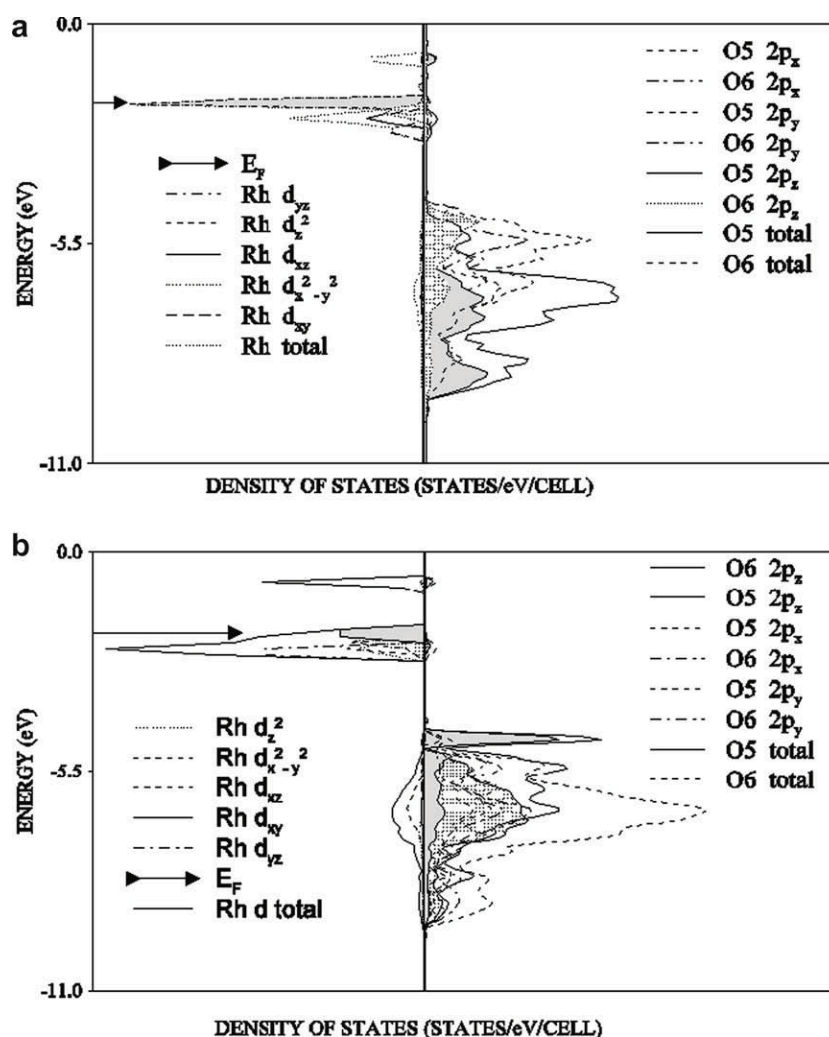 a
0.0
-5.5
-11.0
ENERGY (eV)
E_F
Rh d_yz
Rh d_z^2
Rh d_xz
Rh d_x^2-y^2
Rh d_xy
Rh total
O5 2p_x
O6 2p_x
O5 2p_y
O6 2p_y
O5 2p_z
O6 2p_z
O5 total
O6 total
DENSITY OF STATES (STATES/eV/CELL)
b
0.0
-5.5
-11.0
ENERGY (eV)
Rh d_z^2
Rh d_x^2-y^2
Rh d_xz
Rh d_xy
Rh d_yz
E_F
Rh d total
O6 2p_z
O5 2p_z
O5 2p_x
O6 2p_x
O5 2p_y
O6 2p_y
O5 total
O6 total
DENSITY OF STATES (STATES/eV/CELL)